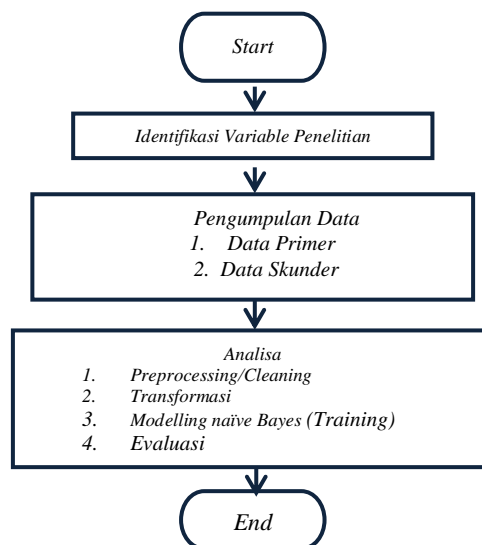 Start
Identifikasi Variable Penelitian
Pengumpulan Data
1. Data Primer
2. Data Skunder
Analisa
1. Preprocessing/Cleaning
2. Transformasi
3. Modelling naïve Bayes (Training)
4. Evaluasi
End